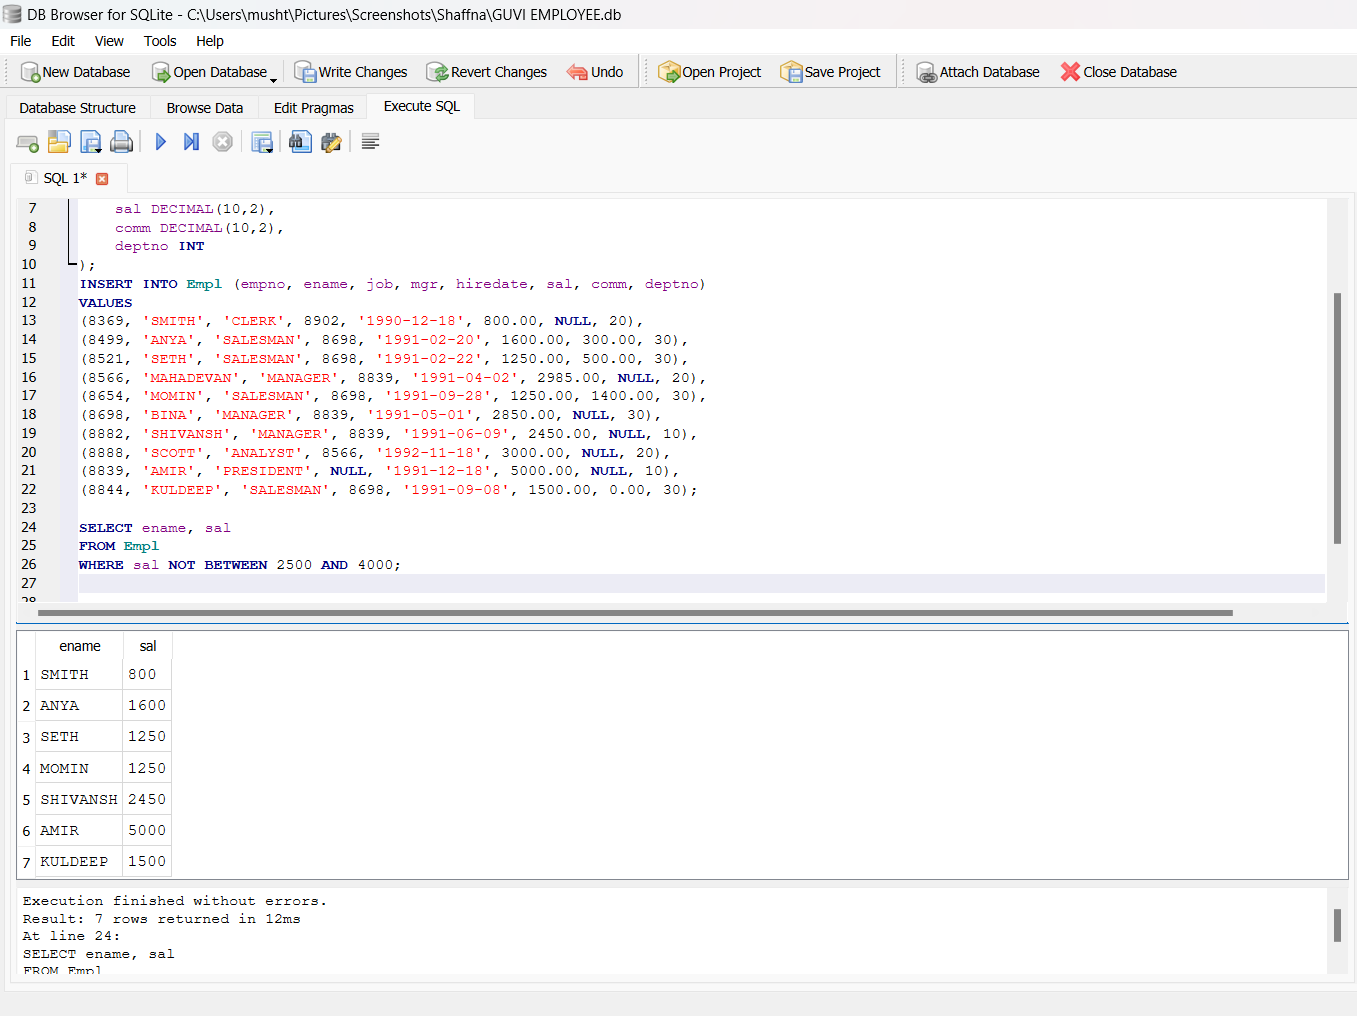 DB Browser for SQLite - C:\Users\musht\Pictures\Screenshots\Shaffna\GUVI EMPLOYEE.db
File Edit View Tools Help
New Database Open Database Write Changes Revert Changes Undo Open Project Save Project Attach Database Close Database
Database Structure Browse Data Edit Pragmas Execute SQL
SQL 1*
7 sal DECIMAL(10,2),
8 comm DECIMAL(10,2),
9 deptno INT
10 );
11 INSERT INTO Empl (empno, ename, job, mgr, hiredate, sal, comm, deptno)
12 VALUES
13 (8369, 'SMITH', 'CLERK', 8902, '1990-12-18', 800.00, NULL, 20),
14 (8499, 'ANYA', 'SALESMAN', 8698, '1991-02-20', 1600.00, 300.00, 30),
15 (8521, 'SETH', 'SALESMAN', 8698, '1991-02-22', 1250.00, 500.00, 30),
16 (8566, 'MAHADEVAN', 'MANAGER', 8839, '1991-04-02', 2985.00, NULL, 20),
17 (8654, 'MOMIN', 'SALESMAN', 8698, '1991-09-28', 1250.00, 1400.00, 30),
18 (8698, 'BINA', 'MANAGER', 8839, '1991-05-01', 2850.00, NULL, 30),
19 (8882, 'SHIVANSH', 'MANAGER', 8839, '1991-06-09', 2450.00, NULL, 10),
20 (8888, 'SCOTT', 'ANALYST', 8566, '1992-11-18', 3000.00, NULL, 20),
21 (8839, 'AMIR', 'PRESIDENT', NULL, '1991-12-18', 5000.00, NULL, 10),
22 (8844, 'KULDEEP', 'SALESMAN', 8698, '1991-09-08', 1500.00, 0.00, 30);
23
24 SELECT ename, sal
25 FROM Empl
26 WHERE sal NOT BETWEEN 2500 AND 4000;
27
28
ename sal
1 SMITH 800
2 ANYA 1600
3 SETH 1250
4 MOMIN 1250
5 SHIVANSH 2450
6 AMIR 5000
7 KULDEEP 1500
Execution finished without errors.
Result: 7 rows returned in 12ms
At line 24:
SELECT ename, sal
FROM Empl